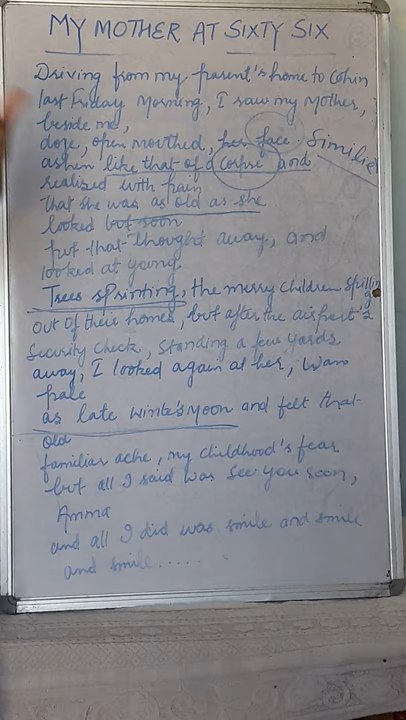 MY MOTHER AT SIXTY SIX
Driving from my parent's home to Cohin
last Friday Morning, I saw my Mother,
beside me,
doze, open mouthed, her face. Similie
ashen like that of a Corpse and
realised with pain
that she was as old as she
looked but soon
put that thought away, and
looked at young.
Trees sprinting, the merry children spilling
out of their homes, but after the airport's
Security check, standing a few yards
away, I looked again at her, wan
pale
as late winter's moon and felt that
old
familiar ache, my childhood's fear
but all I said was see you soon,
Amma
and all I did was smile and smile
and smile.....